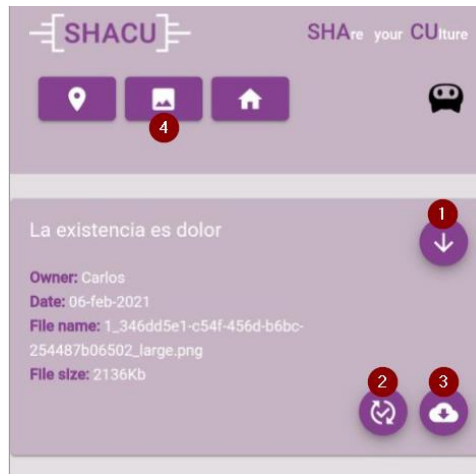 SHACU
SHAre your CUlture
4
1
La existencia es dolor
Owner: Carlos
Date: 06-feb-2021
File name: 1_346dd5e1-c54f-456d-b6bc-
254487b06502_large.png
File size: 2136Kb
2
3